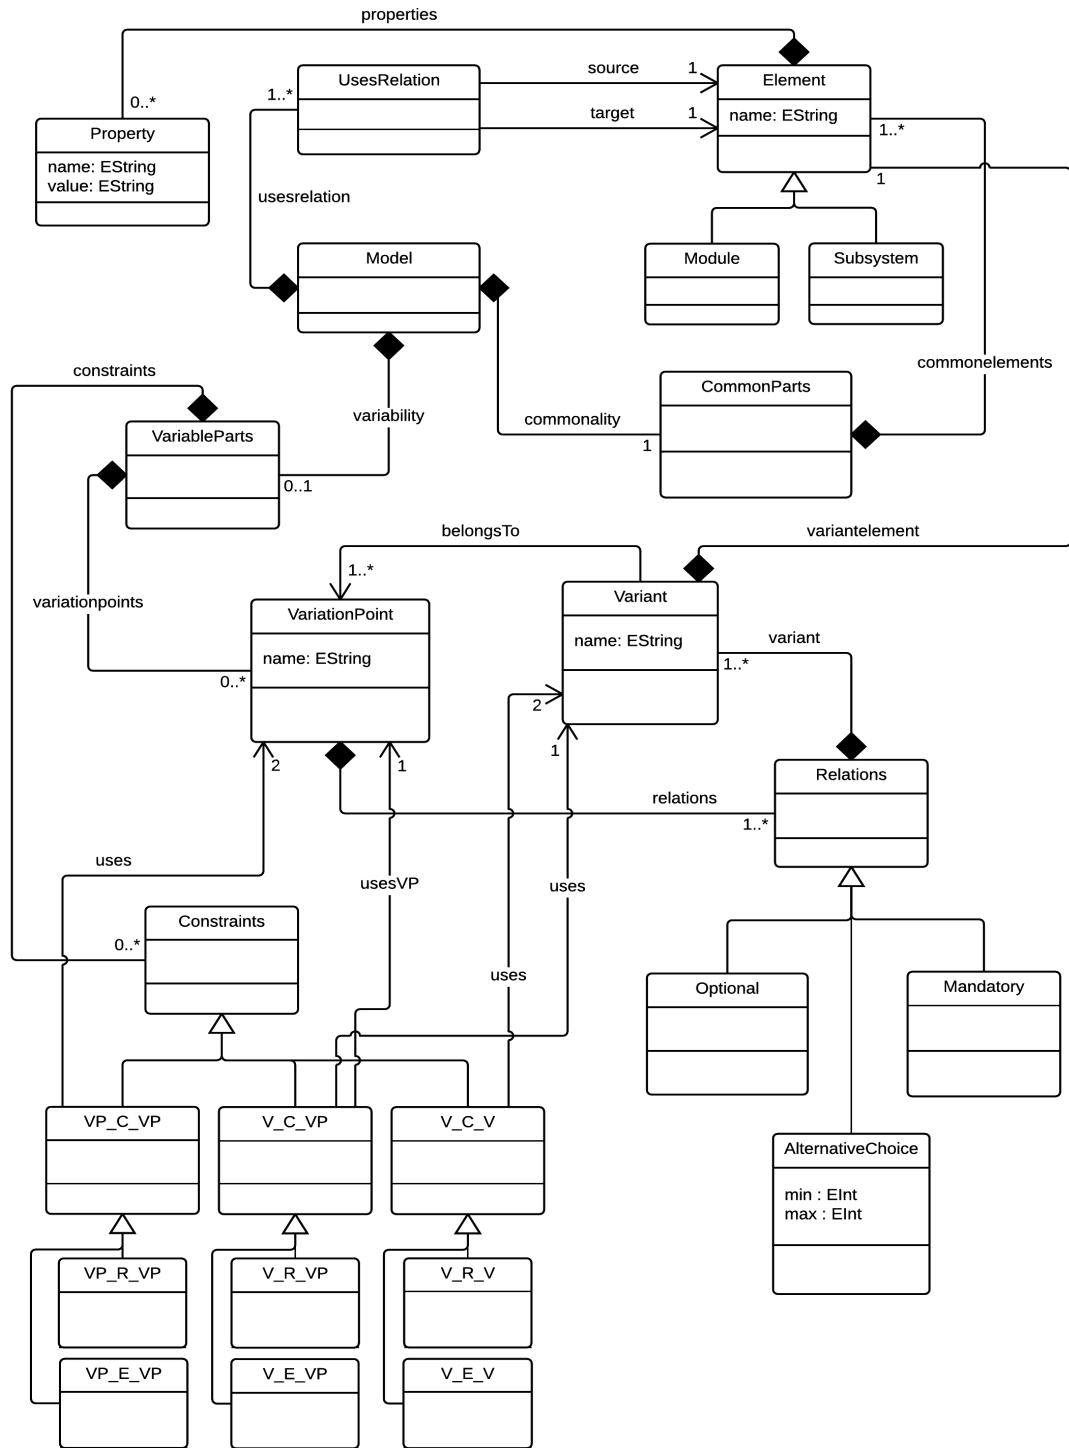 properties
UsesRelation
source
1
Element
1..*
0..*
target
1
name: EString
1..*
Property
name: EString
value: EString
1
usesrelation
Model
Module
Subsystem
constraints
commonelements
CommonParts
variability
commonality
VariableParts
1
0..1
belongsTo
variantelement
1..*
variationpoints
VariationPoint
Variant
name: EString
name: EString
variant
1..*
0..*
2
1
2
1
Relations
relations
1..*
uses
usesVP
uses
Constraints
0..*
uses
Optional
Mandatory
VP_C_VP
V_C_VP
V_C_V
AlternativeChoice
min : EInt
max : EInt
VP_R_VP
V_R_VP
V_R_V
VP_E_VP
V_E_VP
V_E_V